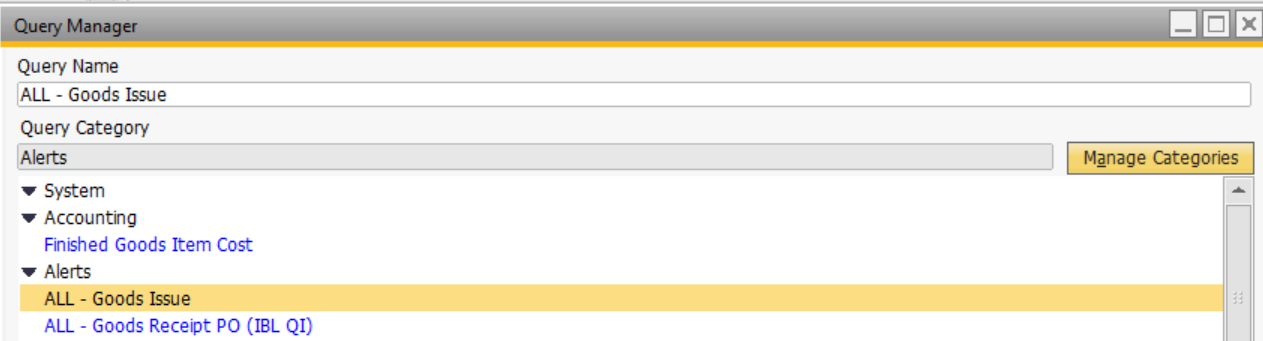 Query Manager
Query Name
ALL - Goods Issue
Query Category
Alerts
Manage Categories
System
Accounting
Finished Goods Item Cost
Alerts
ALL - Goods Issue
ALL - Goods Receipt PO (IBL QI)